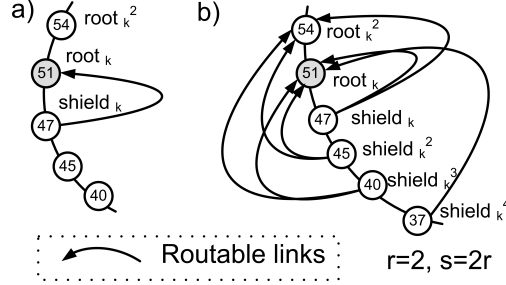 a)
54 root k 2
51 root k
shield k
47
45
40
b)
54 root k 2
51 root k
47 shield k
45 shield k 2
40 shield k 3
37 shield k 4
Routable links
r=2, s=2r